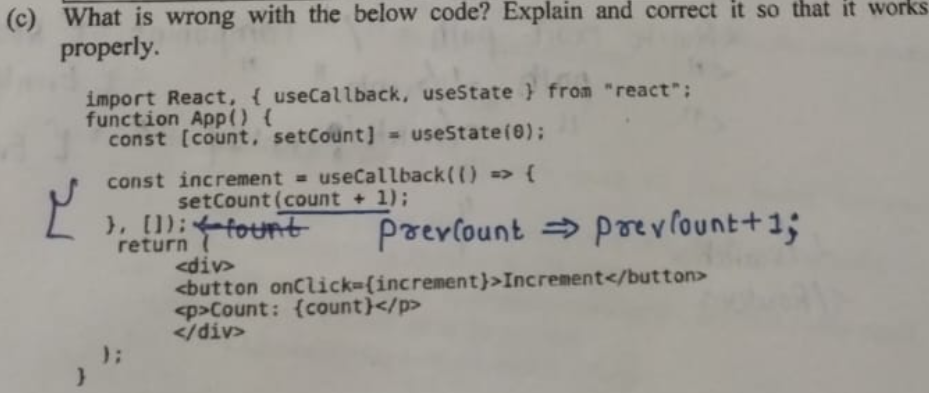 (c) What is wrong with the below code? Explain and correct it so that it works
properly.
import React, { useCallback, useState } from "react";
function App() {
const [count, setCount] = useState(0);
const increment = useCallback(() => {
setCount(count + 1);
}, []); ← count prevCount ⇒ prevCount+1;
return (
<div>
<button onClick={increment}>Increment</button>
<p>Count: {count}</p>
</div>
);
}